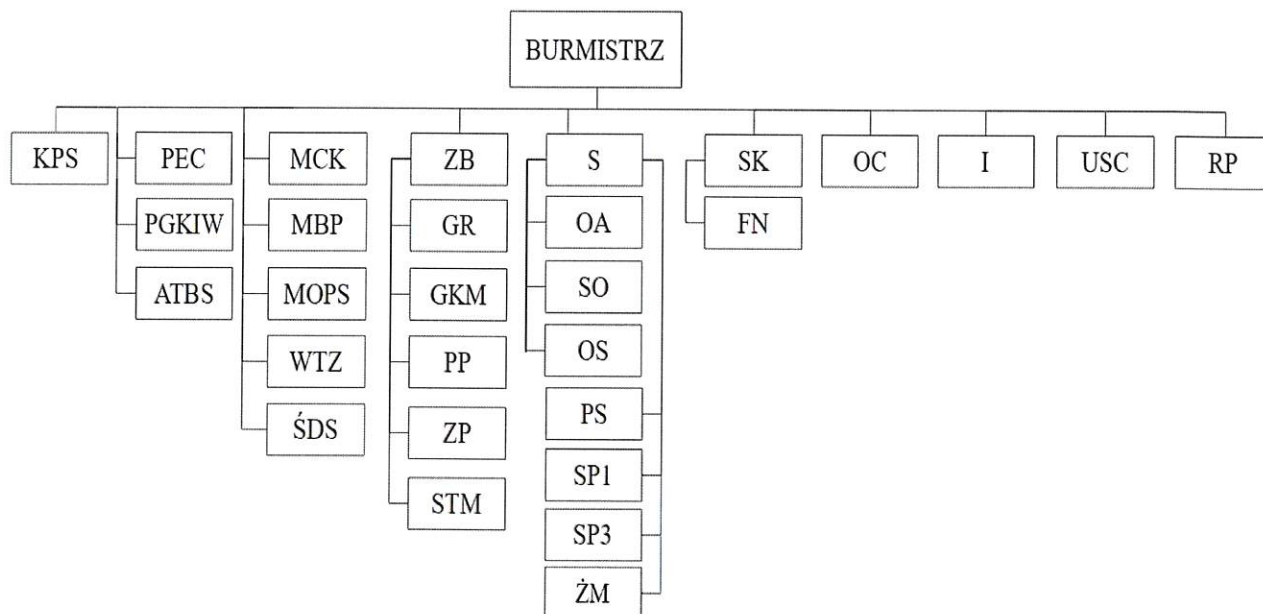 BURMISTRZ
KPS
PEC
MCK
ZB
S
SK
OC
I
USC
RP
PGKIW
MBP
GR
OA
FN
ATBS
MOPS
GKM
SO
WTZ
PP
OS
ŚDS
ZP
PS
STM
SP1
SP3
ŻM